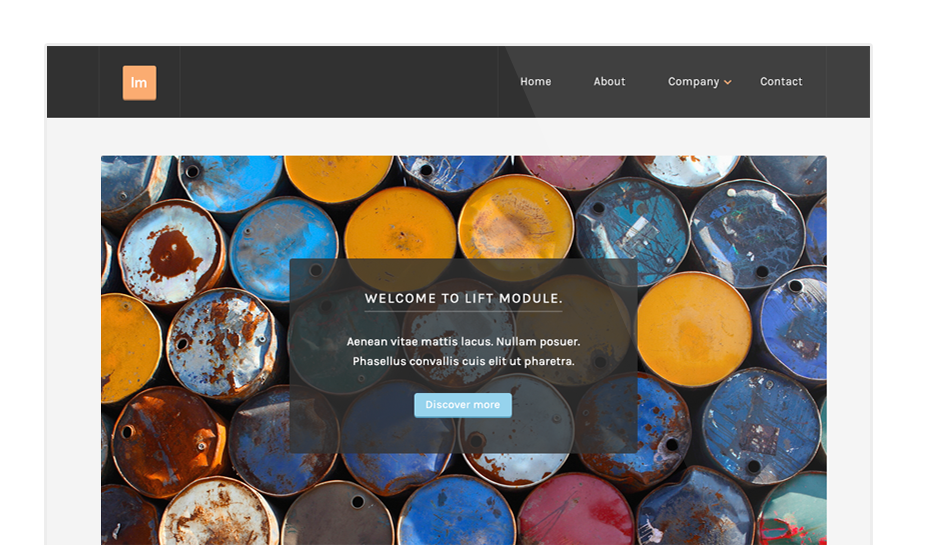 lm
Home About Company Contact
WELCOME TO LIFT MODULE.
Aenean vitae mattis lacus. Nullam posuer.
Phasellus convallis cuis elit ut pharetra.
Discover more